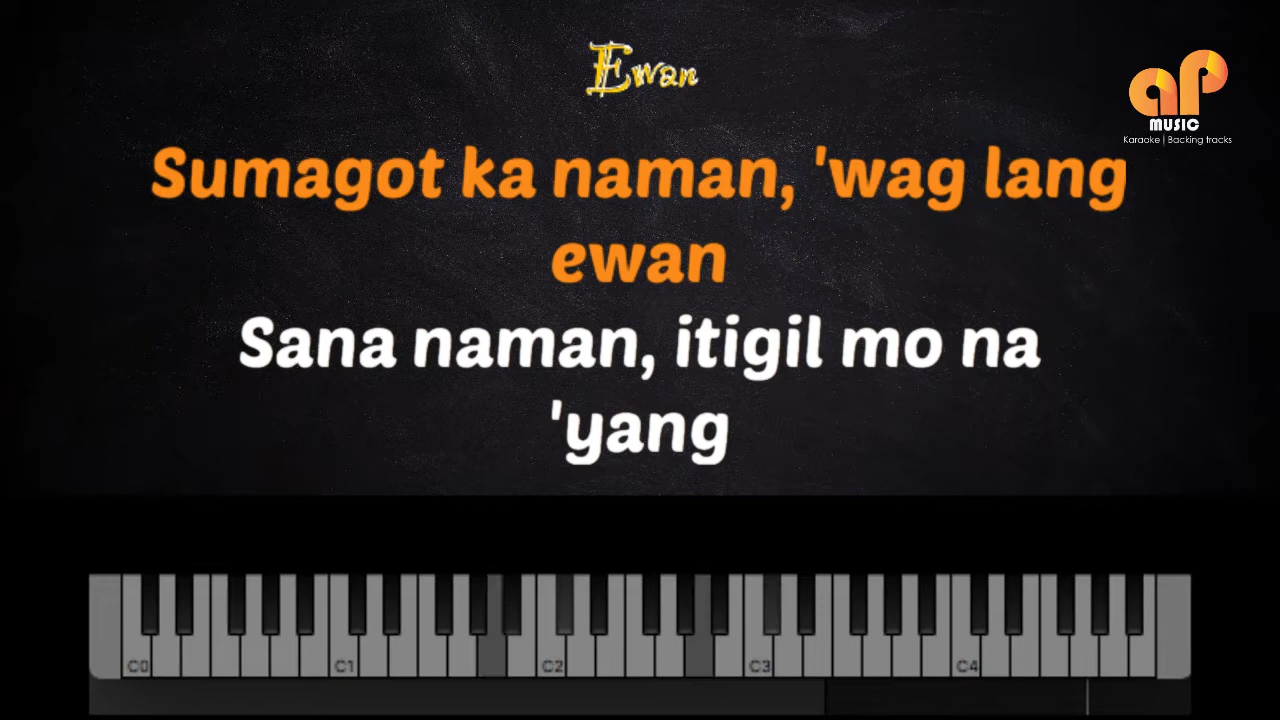 Ewan
ap
MUSIC
Karaoke | Backing tracks
Sumagot ka naman, 'wag lang
ewan
Sana naman, itigil mo na
'yang
C0 C1 C2 C3 C4